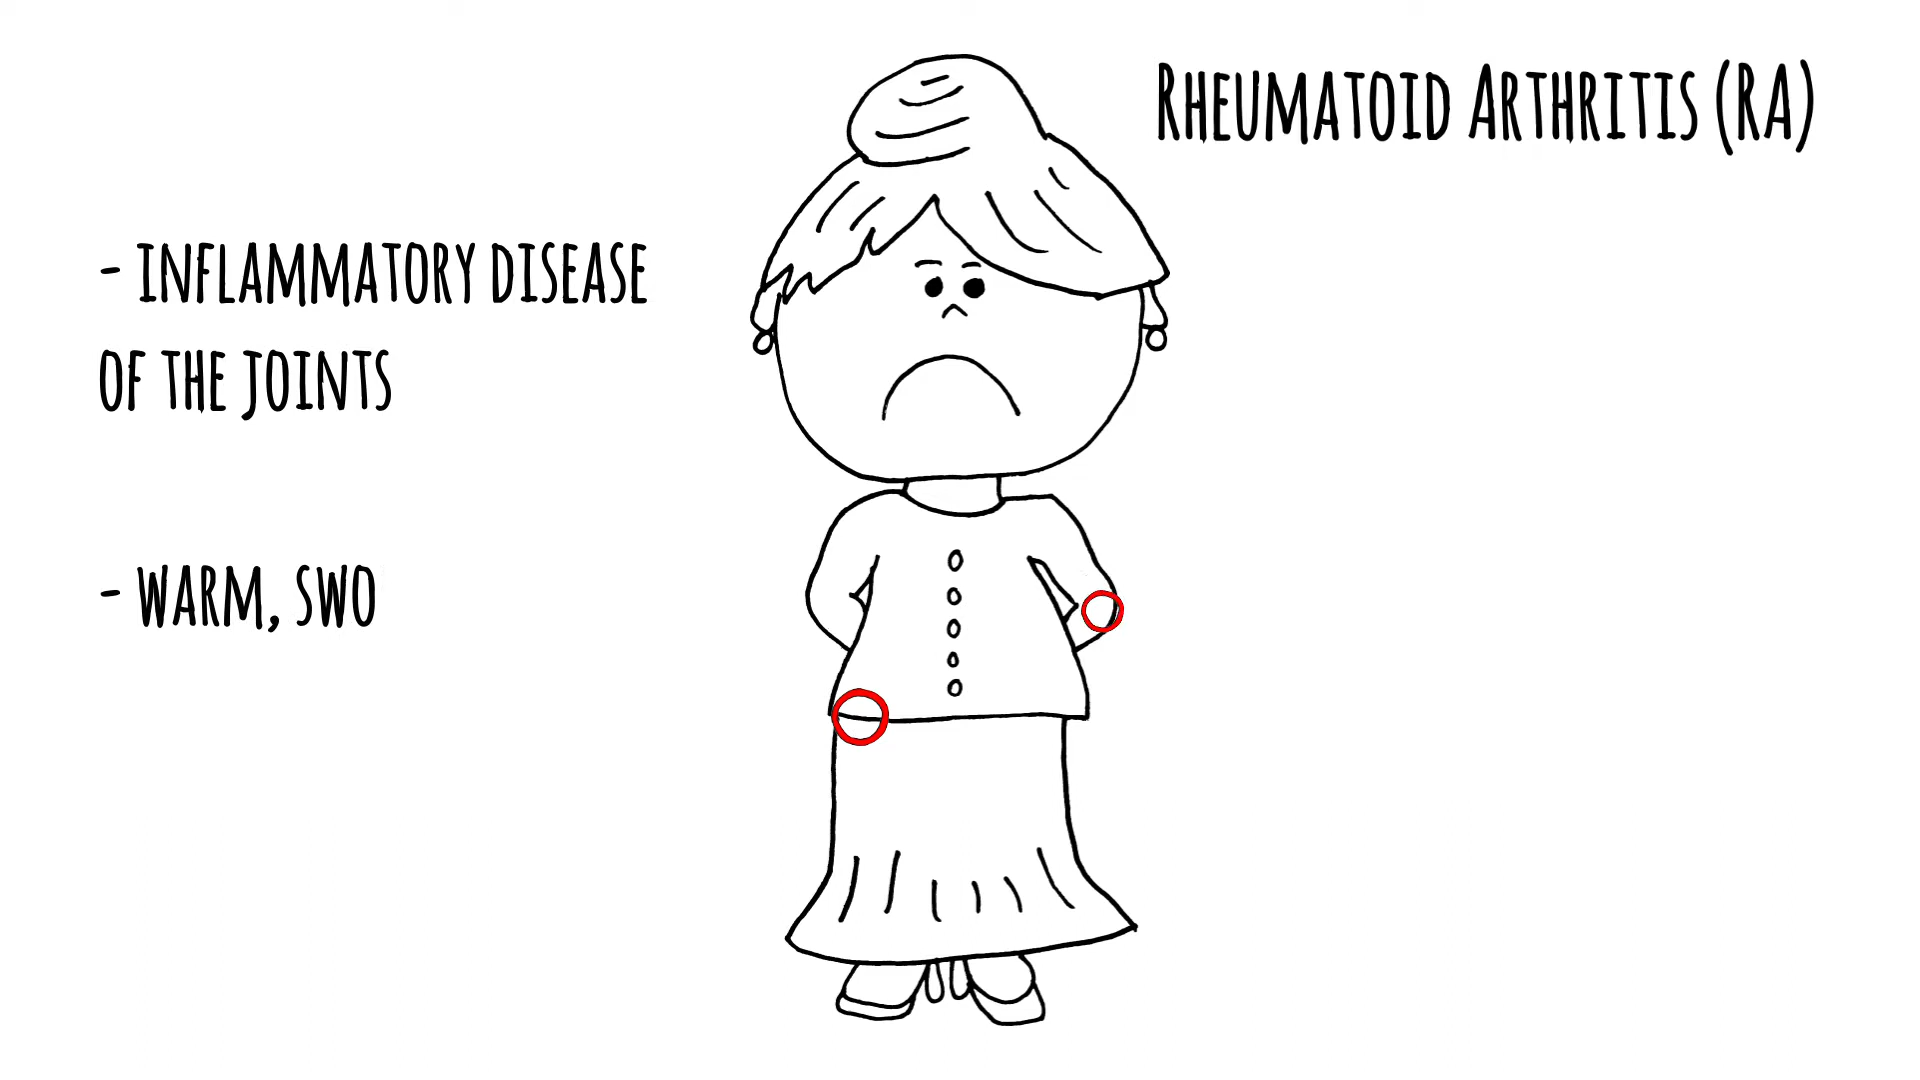 Rheumatoid Arthritis (RA)
- inflammatory disease
of the joints
- warm, swo